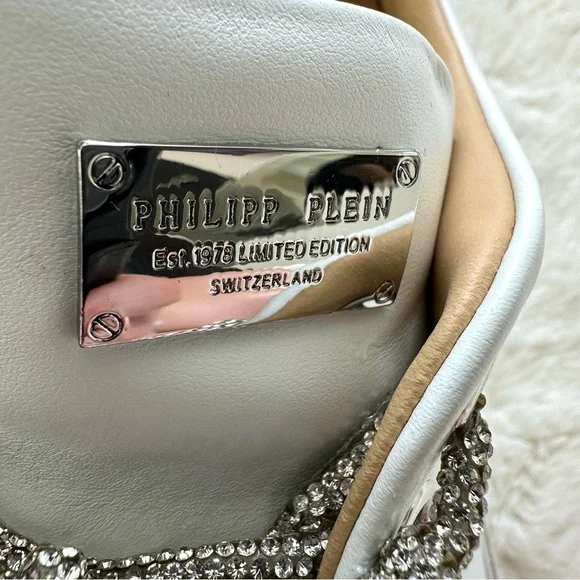 PHILIPP PLEIN
Est. 1978 LIMITED EDITION
SWITZERLAND